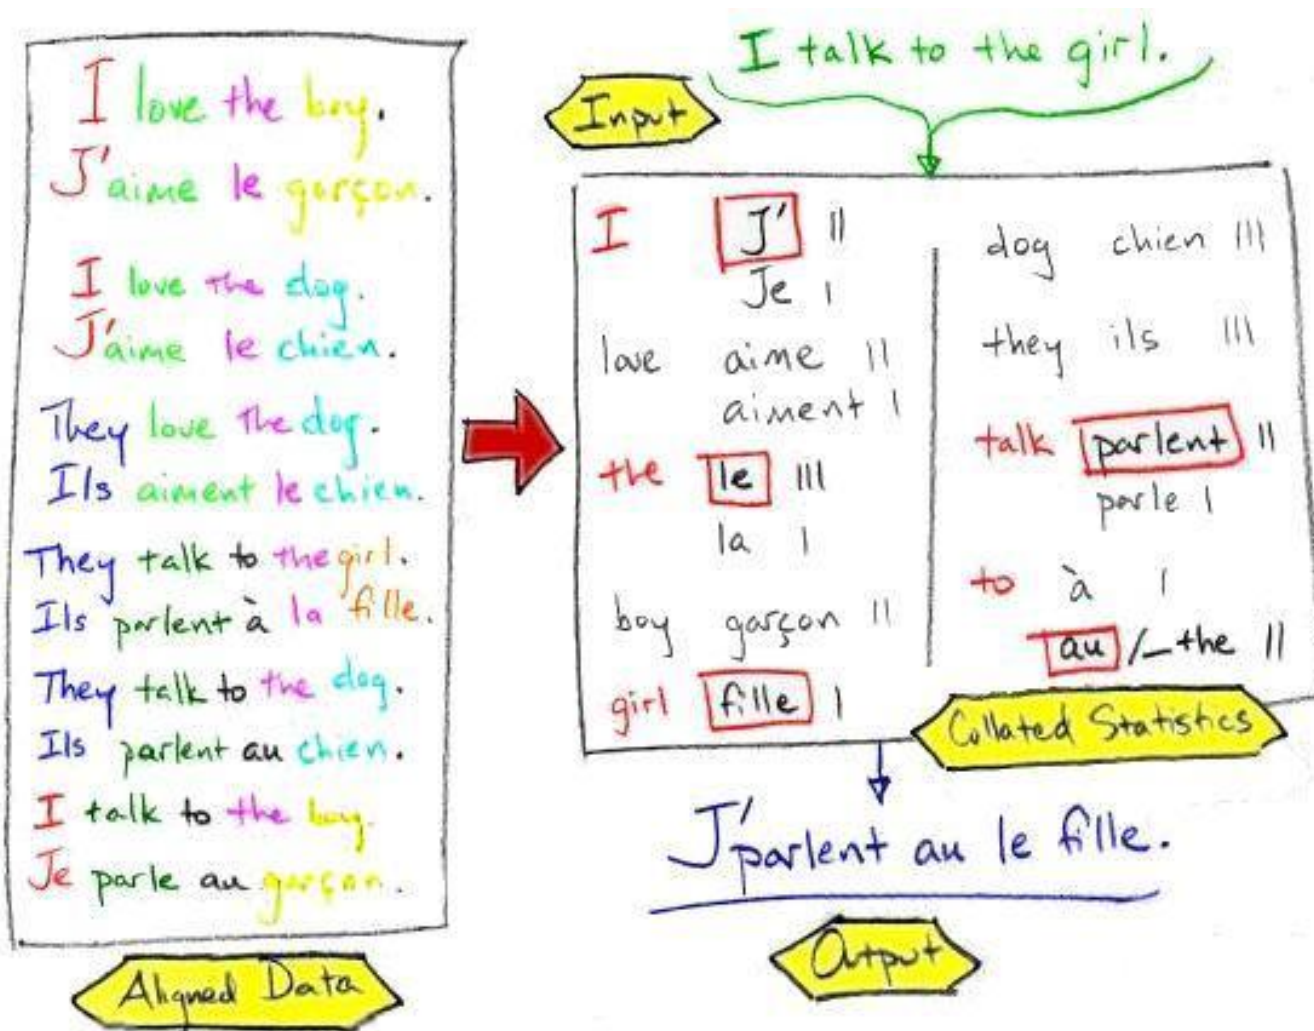 I love the boy.
J'aime le garçon.
I love the dog.
J'aime le chien.
They love the dog.
Ils aiment le chien.
They talk to the girl.
Ils parlent à la fille.
They talk to the dog.
Ils parlent au chien.
I talk to the boy.
Je parle au garçon.
Aligned Data
I talk to the girl.
Input
I J' ||
Je |
love aime ||
aiment |
the le |||
la |
boy garçon ||
girl fille |
dog chien |||
they ils |||
talk parlent ||
parle |
to à |
au /_ the ||
Collated Statistics
J'parlent au le fille.
Output